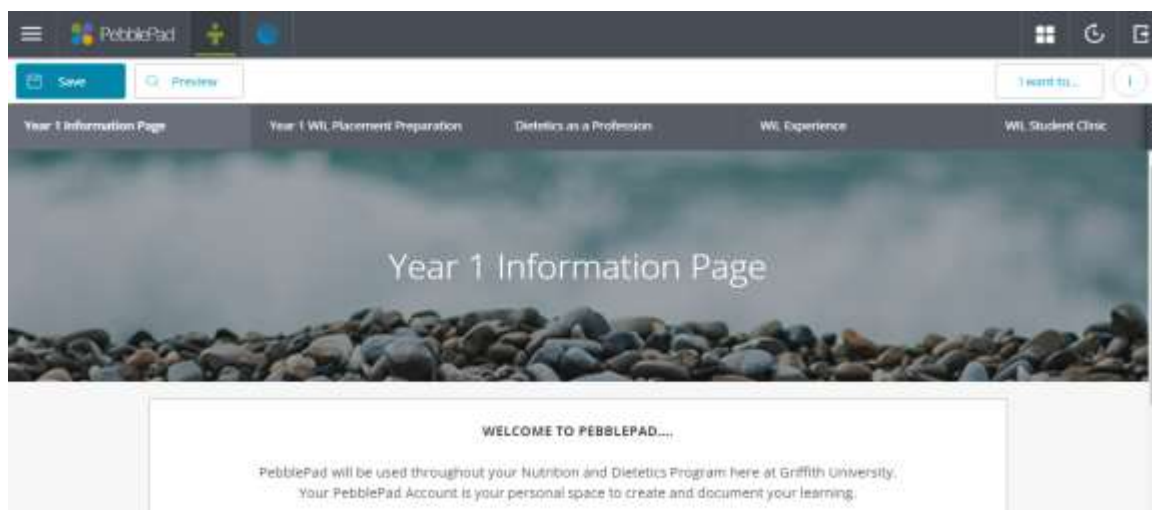 PebblePad
Save
Preview
I want to...
Year 1 Information Page
Year 1 WIL Placement Preparation
Dietetics as a Profession
WIL Experience
WIL Student Clinic
Year 1 Information Page
WELCOME TO PEBBLEPAD....
PebblePad will be used throughout your Nutrition and Dietetics Program here at Griffith University.
Your PebblePad Account is your personal space to create and document your learning.